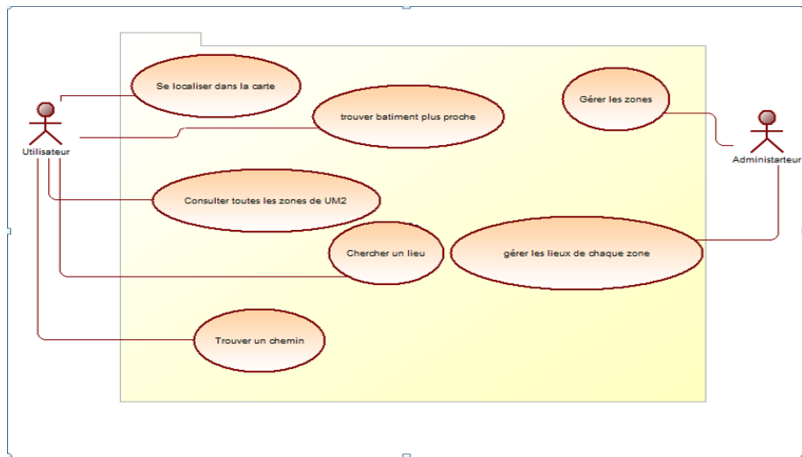 Se localiser dans la carte
Gérer les zones
trouver batiment plus proche
Utilisateur
Administarteur
Consulter toutes les zones de UM2
Chercher un lieu
gérer les lieux de chaque zone
Trouver un chemin